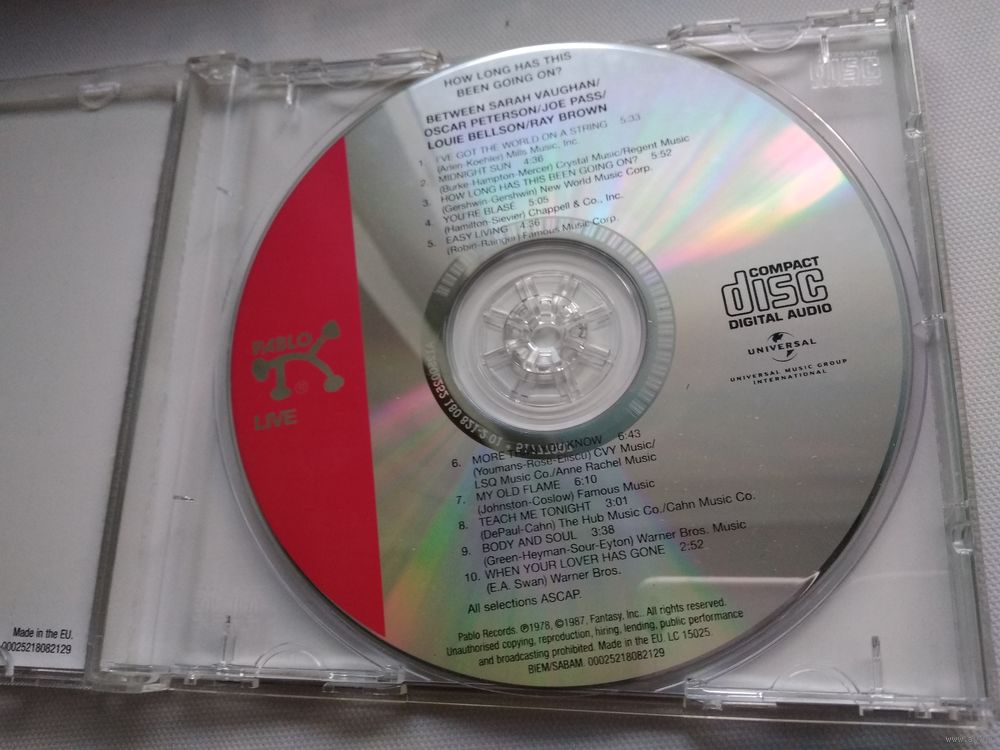 HOW LONG HAS THIS
BEEN GOING ON?
BETWEEN SARAH VAUGHAN/
OSCAR PETERSON/JOE PASS/
LOUIE BELLSON/RAY BROWN
1. I'VE GOT THE WORLD ON A STRING 5:33
(Arlen-Koehler) Mills Music, Inc.
2. MIDNIGHT SUN 4:36
(Burke-Hampton-Mercer) Crystal Music/Regent Music
3. HOW LONG HAS THIS BEEN GOING ON? 5:52
(Gershwin-Gershwin) New World Music Corp.
4. YOU'RE BLASÉ 5:05
(Hamilton-Sievier) Chappell & Co., Inc.
5. EASY LIVING 4:36
(Robin-Rainger) Famous Music Corp.
PABLO
LIVE
COMPACT
disc
DIGITAL AUDIO
UNIVERSAL
UNIVERSAL MUSIC GROUP
INTERNATIONAL
disc
6. MORE YOU KNOW 6:43
(Youmans-Rose-Eliscu) CVY Music/
LSQ Music Co./Anne Rachel Music
7. MY OLD FLAME 6:10
(Johnston-Coslow) Famous Music
8. TEACH ME TONIGHT 3:01
(DePaul-Cahn) The Hub Music Co./Cahn Music Co.
9. BODY AND SOUL 3:38
(Green-Heyman-Sour-Eyton) Warner Bros. Music
10. WHEN YOUR LOVER HAS GONE 2:52
(E.A. Swan) Warner Bros.
All selections ASCAP.
Pablo Records. ℗1978, ©1987, Fantasy, Inc.. All rights reserved.
Unauthorised copying, reproduction, hiring, lending, public performance
and broadcasting prohibited. Made in the EU. LC 15025.
BIEM/SABAM. 00025218082129
Made in the EU.
00025218082129